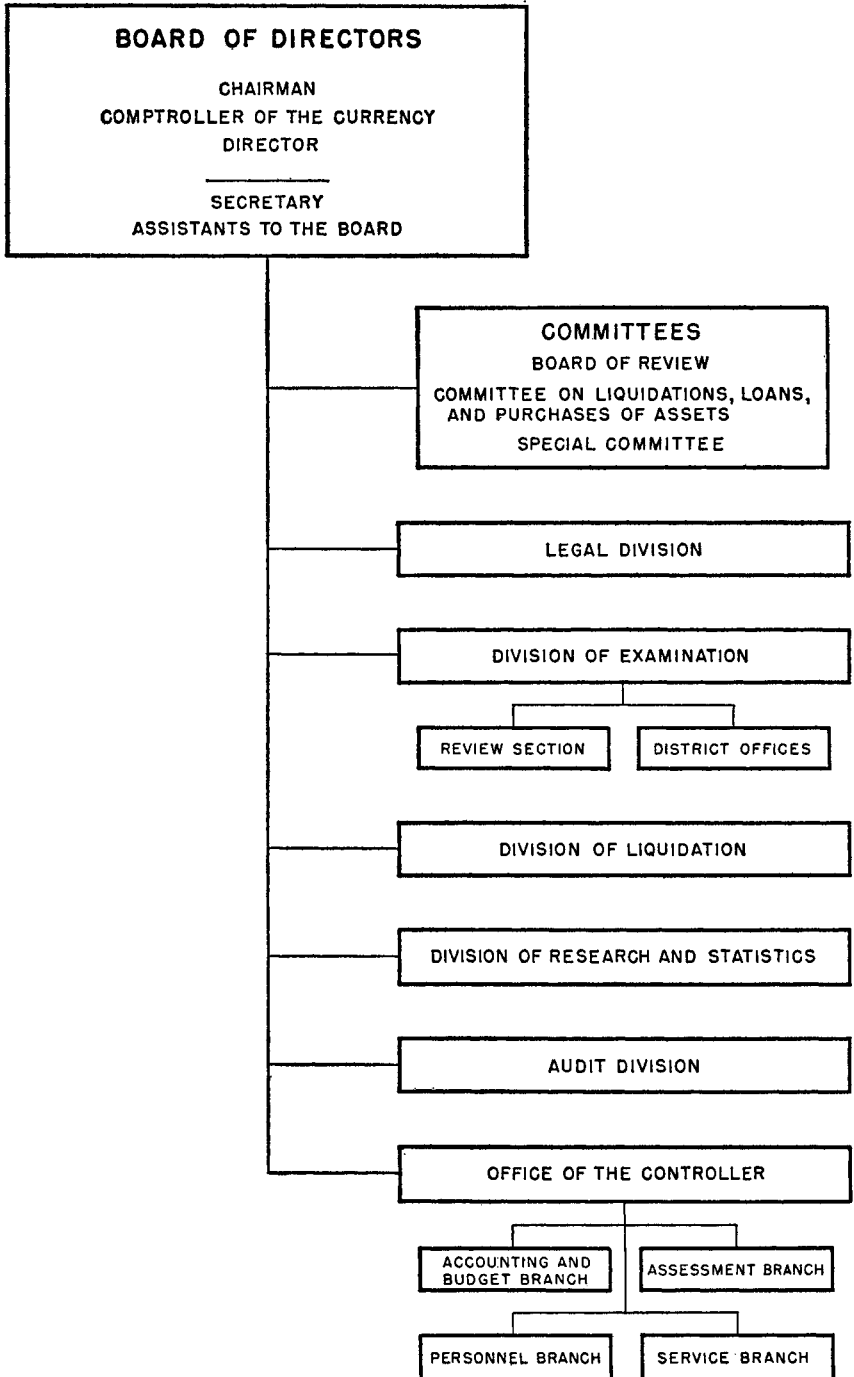 BOARD OF DIRECTORS
CHAIRMAN
COMPTROLLER OF THE CURRENCY
DIRECTOR
SECRETARY
ASSISTANTS TO THE BOARD
COMMITTEES
BOARD OF REVIEW
COMMITTEE ON LIQUIDATIONS, LOANS,
AND PURCHASES OF ASSETS
SPECIAL COMMITTEE
LEGAL DIVISION
DIVISION OF EXAMINATION
REVIEW SECTION
DISTRICT OFFICES
DIVISION OF LIQUIDATION
DIVISION OF RESEARCH AND STATISTICS
AUDIT DIVISION
OFFICE OF THE CONTROLLER
ACCOUNTING AND
BUDGET BRANCH
ASSESSMENT BRANCH
PERSONNEL BRANCH
SERVICE BRANCH